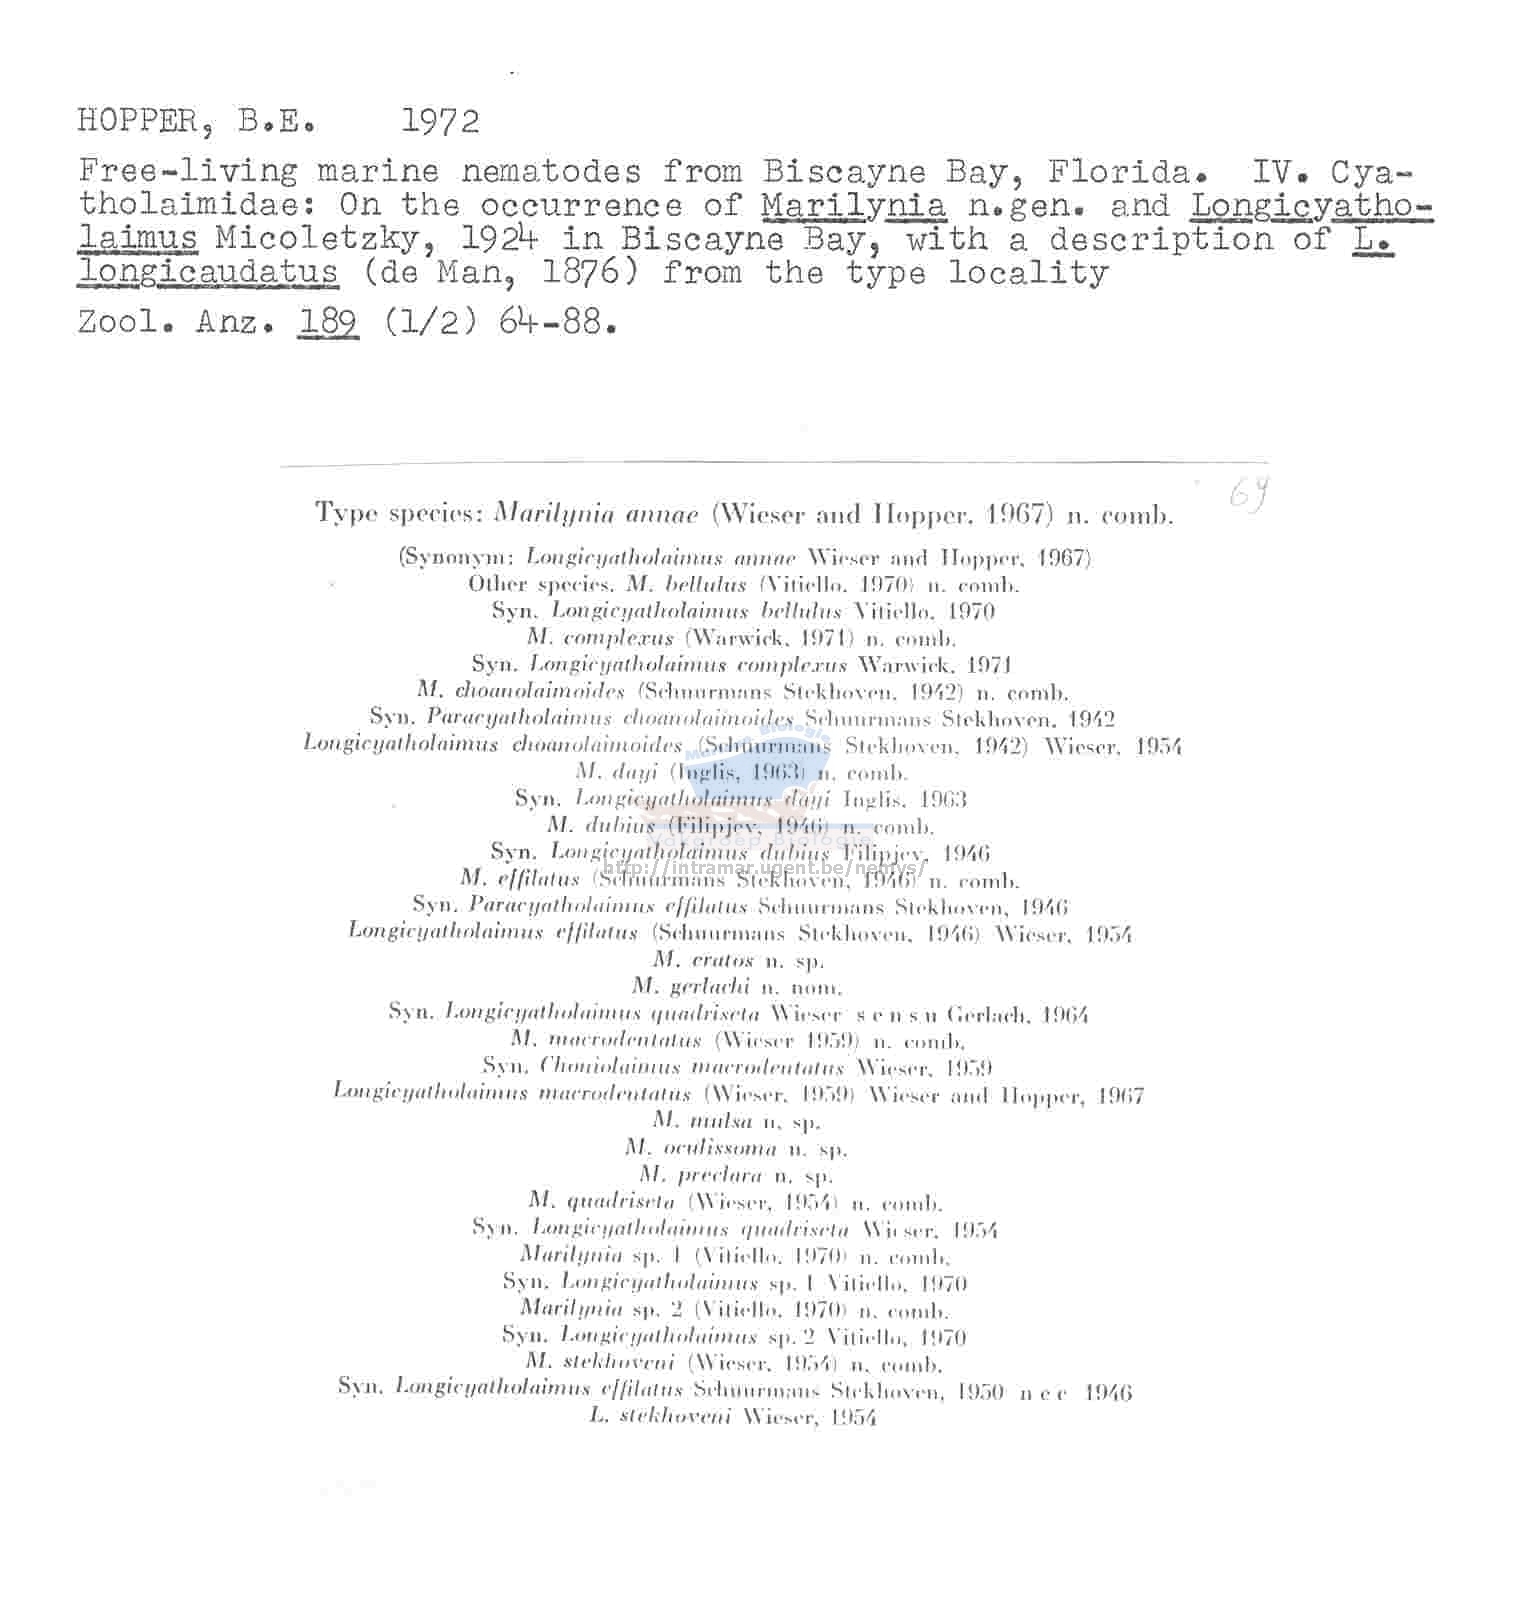 HOPPER, B.E. 1972
Free-living marine nematodes from Biscayne Bay, Florida. IV. Cya-
tholaimidae: On the occurrence of Marilynia n.gen. and Longicyatho-
laimus Micoletzky, 1924 in Biscayne Bay, with a description of L.
longicaudatus (de Man, 1876) from the type locality
Zool. Anz. 189 (1/2) 64-88.
69
Type species: Marilynia annae (Wieser and Hopper, 1967) n. comb.
(Synonym: Longicyatholaimus annae Wieser and Hopper, 1967)
Other species. M. bellulus (Vitiello, 1970) n. comb.
Syn. Longicyatholaimus bellulus Vitiello, 1970
M. complexus (Warwick, 1971) n. comb.
Syn. Longicyatholaimus complexus Warwick, 1971
M. choanolaimoides (Schuurmans Stekhoven, 1942) n. comb.
Syn. Paracyatholaimus choanolaimoides Schuurmans Stekhoven, 1942
Longicyatholaimus choanolaimoides (Schuurmans Stekhoven, 1942) Wieser, 1954
M. dayi (Inglis, 1963) n. comb.
Syn. Longicyatholaimus dayi Inglis, 1963
M. dubius (Filipjev, 1946) n. comb.
Vakgroep Biologie
Syn. Longicyatholaimus dubius Filipjev, 1946
http://intramar.ugent.be/nemys/
M. effilatus (Schuurmans Stekhoven, 1946) n. comb.
Syn. Paracyatholaimus effilatus Schuurmans Stekhoven, 1946
Longicyatholaimus effilatus (Schuurmans Stekhoven, 1946) Wieser, 1954
M. cratos n. sp.
M. gerlachi n. nom.
Syn. Longicyatholaimus quadriseta Wieser sensu Gerlach, 1964
M. macrodentatus (Wieser 1959) n. comb.
Syn. Choniolaimus macrodentatus Wieser, 1959
Longicyatholaimus macrodentatus (Wieser, 1959) Wieser and Hopper, 1967
M. mulsa n. sp.
M. oculissoma n. sp.
M. preclara n. sp.
M. quadriseta (Wieser, 1954) n. comb.
Syn. Longicyatholaimus quadriseta Wieser, 1954
Marilynia sp. 1 (Vitiello, 1970) n. comb.
Syn. Longicyatholaimus sp. 1 Vitiello, 1970
Marilynia sp. 2 (Vitiello, 1970) n. comb.
Syn. Longicyatholaimus sp. 2 Vitiello, 1970
M. stekhoveni (Wieser, 1954) n. comb.
Syn. Longicyatholaimus effilatus Schuurmans Stekhoven, 1950 nec 1946
L. stekhoveni Wieser, 1954